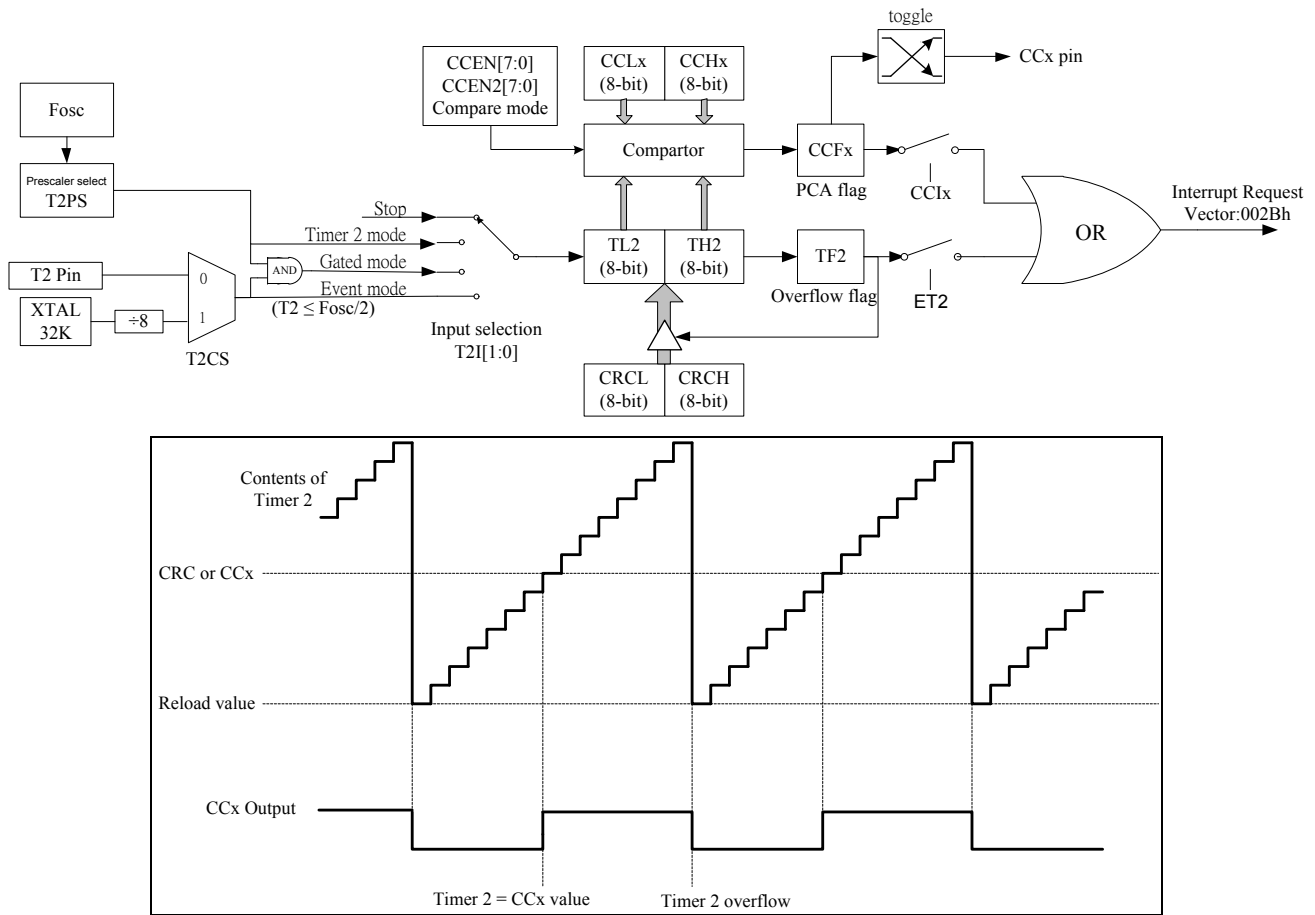 toggle
CCEN[7:0]
CCEN2[7:0]
Compare mode
CCLx
(8-bit)
CCHx
(8-bit)
CCx pin
Fosc
Compartor
CCFx
PCA flag
CCIx
Prescaler select
T2PS
Stop
Timer 2 mode
Gated mode
Event mode
(T2 ≤ Fosc/2)
AND
T2 Pin
XTAL
32K
÷8
0
1
T2CS
Input selection
T2I[1:0]
TL2
(8-bit)
TH2
(8-bit)
TF2
Overflow flag
ET2
OR
Interrupt Request
Vector:002Bh
CRCL
(8-bit)
CRCH
(8-bit)
Contents of
Timer 2
CRC or CCx
Reload value
CCx Output
Timer 2 = CCx value
Timer 2 overflow